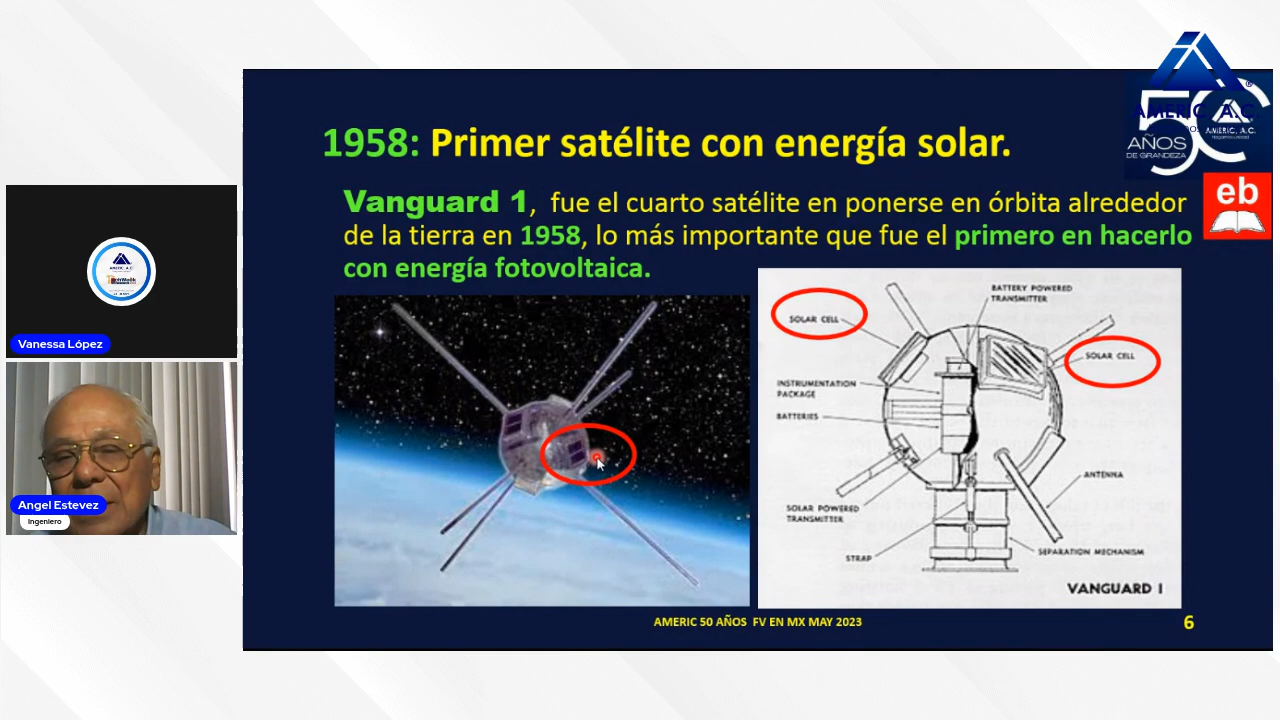 1958: Primer satélite con energía solar.
Vanguard 1, fue el cuarto satélite en ponerse en órbita alrededor
de la tierra en 1958, lo más importante que fue el primero en hacerlo
con energía fotovoltaica.
SOLAR CELL
BATTERY POWERED
TRANSMITTER
SOLAR CELL
INSTRUMENTATION
PACKAGE
BATTERIES
ANTENNA
SOLAR POWERED
TRANSMITTER
STRAP
SEPARATION MECHANISM
VANGUARD I
AMERIC 50 AÑOS FV EN MX MAY 2023
6
AMERIC, A.C.
50
AÑOS
DE GRANDEZA
AMERIC, A.C.
eb
Vanessa López
Angel Estevez
Ingeniero